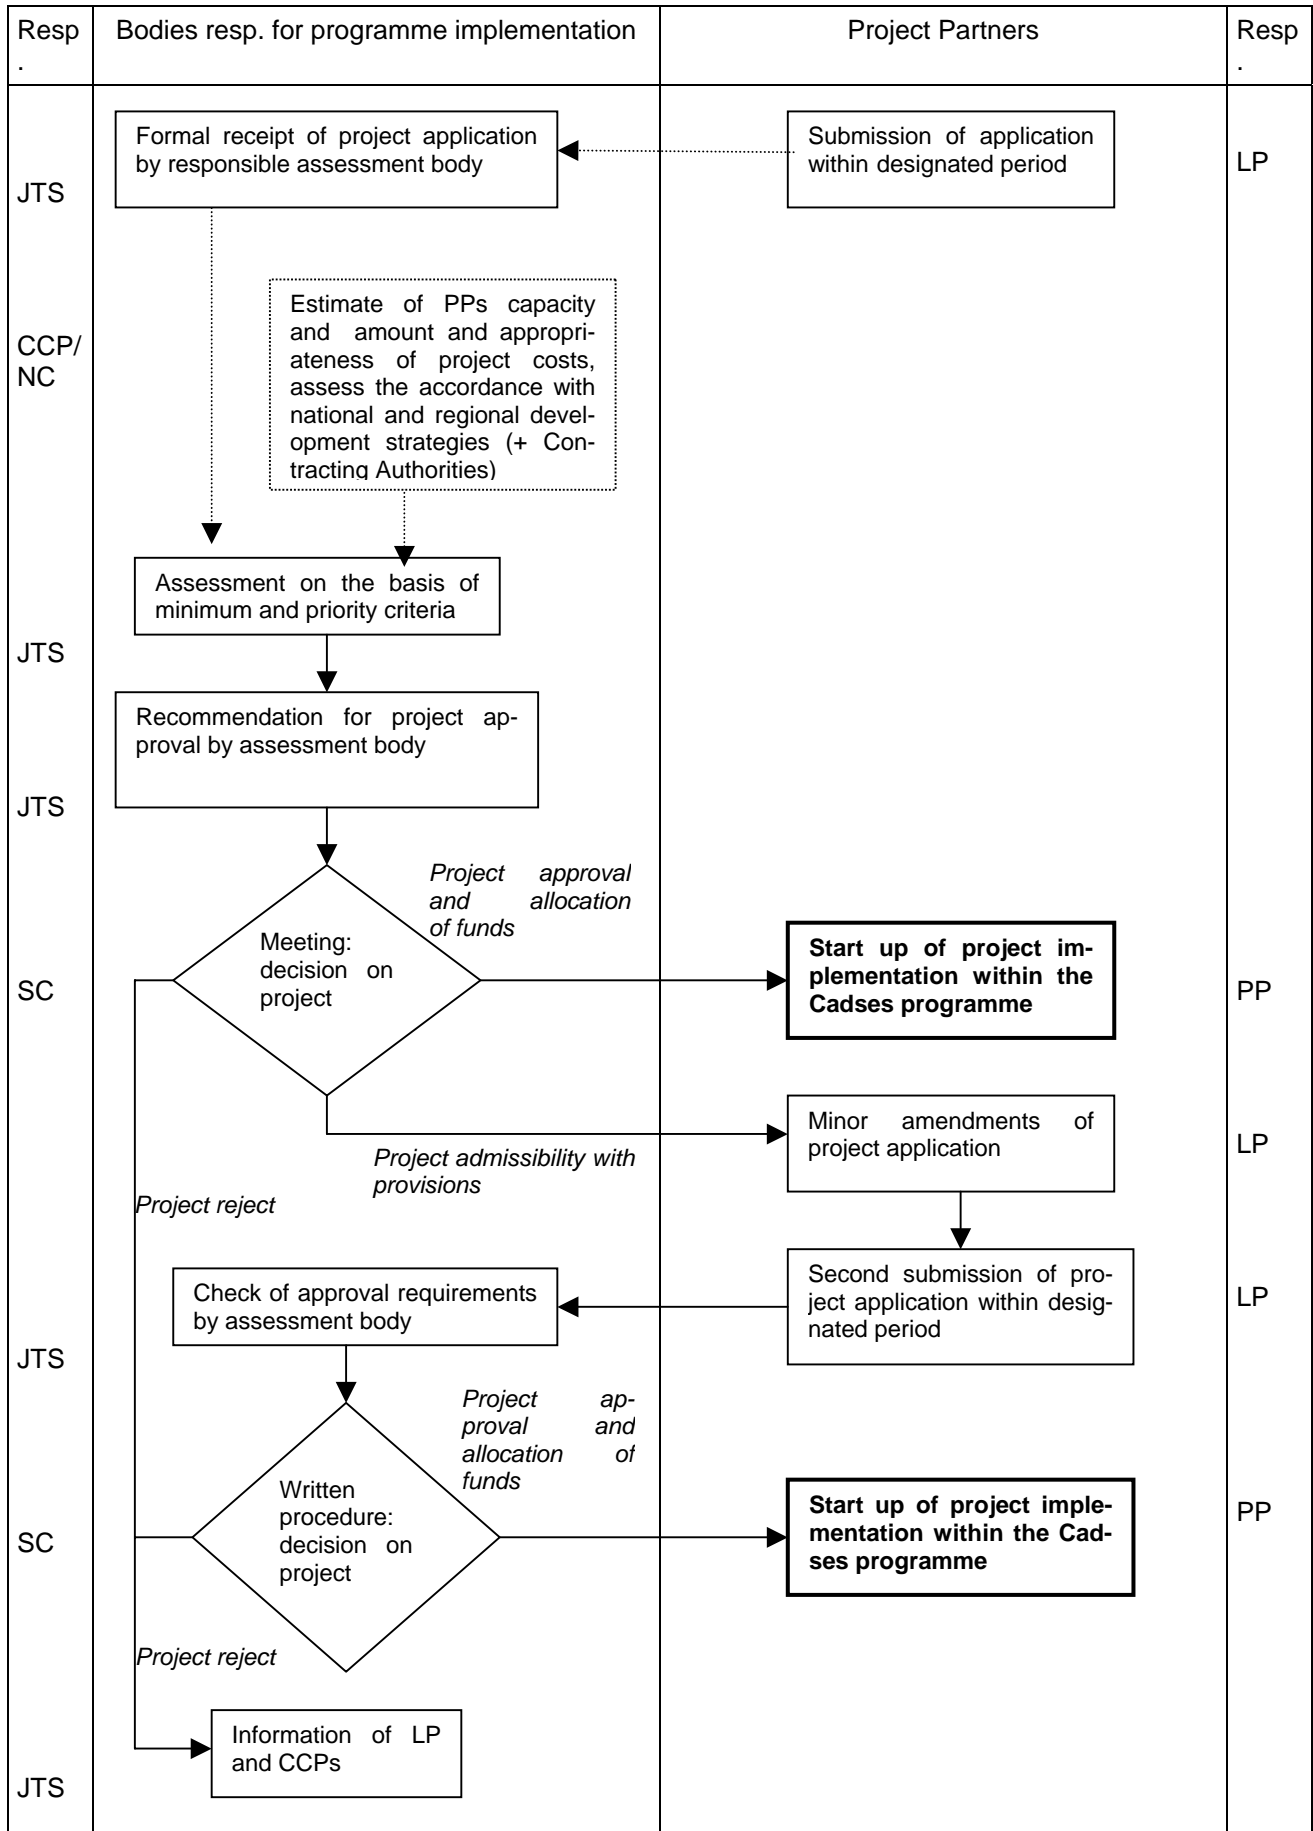 Resp
.
Bodies resp. for programme implementation
Project Partners
Resp
.
Formal receipt of project application
by responsible assessment body
Submission of application
within designated period
LP
JTS
Estimate of PPs capacity
and amount and appropri-
ateness of project costs,
assess the accordance with
national and regional devel-
opment strategies (+ Con-
tracting Authorities)
CCP/
NC
Assessment on the basis of
minimum and priority criteria
JTS
Recommendation for project ap-
proval by assessment body
JTS
Project approval
and allocation
of funds
Meeting:
decision on
project
SC
Start up of project im-
plementation within the
Cadses programme
PP
Minor amendments of
project application
LP
Project admissibility with
provisions
Project reject
Second submission of pro-
ject application within desig-
nated period
LP
Check of approval requirements
by assessment body
JTS
Project ap-
proval and
allocation of
funds
Written
procedure:
decision on
project
SC
Start up of project imple-
mentation within the Cad-
ses programme
PP
Project reject
Information of LP
and CCPs
JTS